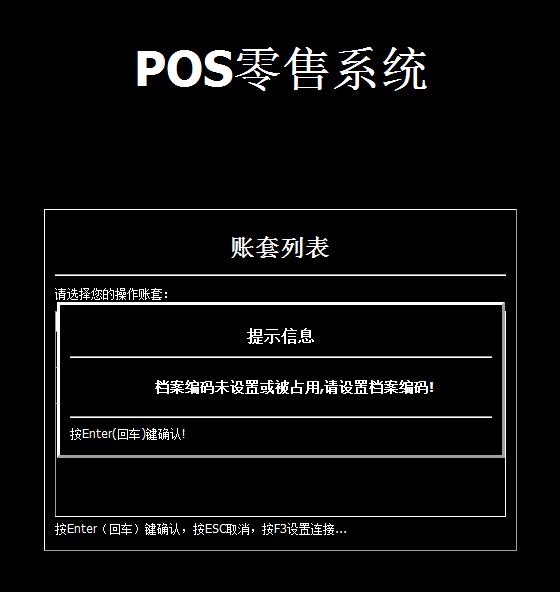 POS零售系统
账套列表
请选择您的操作账套:
提示信息
档案编码未设置或被占用,请设置档案编码!
按Enter(回车)键确认!
按Enter（回车）键确认，按ESC取消，按F3设置连接...